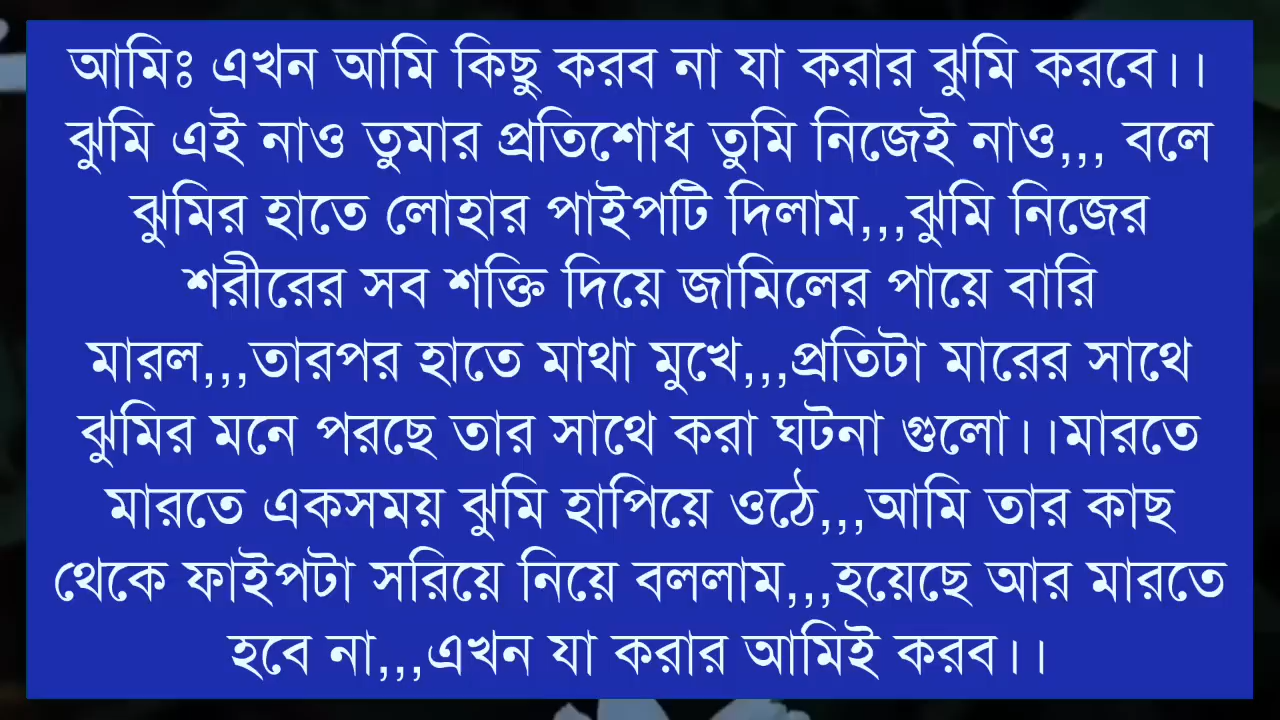 আমিঃ এখন আমি কিছু করব না যা করার ঝুমি করবে।।
ঝুমি এই নাও তুমার প্রতিশোধ তুমি নিজেই নাও,,, বলে
ঝুমির হাতে লোহার পাইপটি দিলাম,,,ঝুমি নিজের
শরীরের সব শক্তি দিয়ে জামিলের পায়ে বারি
মারল,,,তারপর হাতে মাথা মুখে,,,প্রতিটা মারের সাথে
ঝুমির মনে পরছে তার সাথে করা ঘটনা গুলো।।মারতে
মারতে একসময় ঝুমি হাপিয়ে ওঠে,,,আমি তার কাছ
থেকে ফাইপটা সরিয়ে নিয়ে বললাম,,,হয়েছে আর মারতে
হবে না,,,এখন যা করার আমিই করব।।